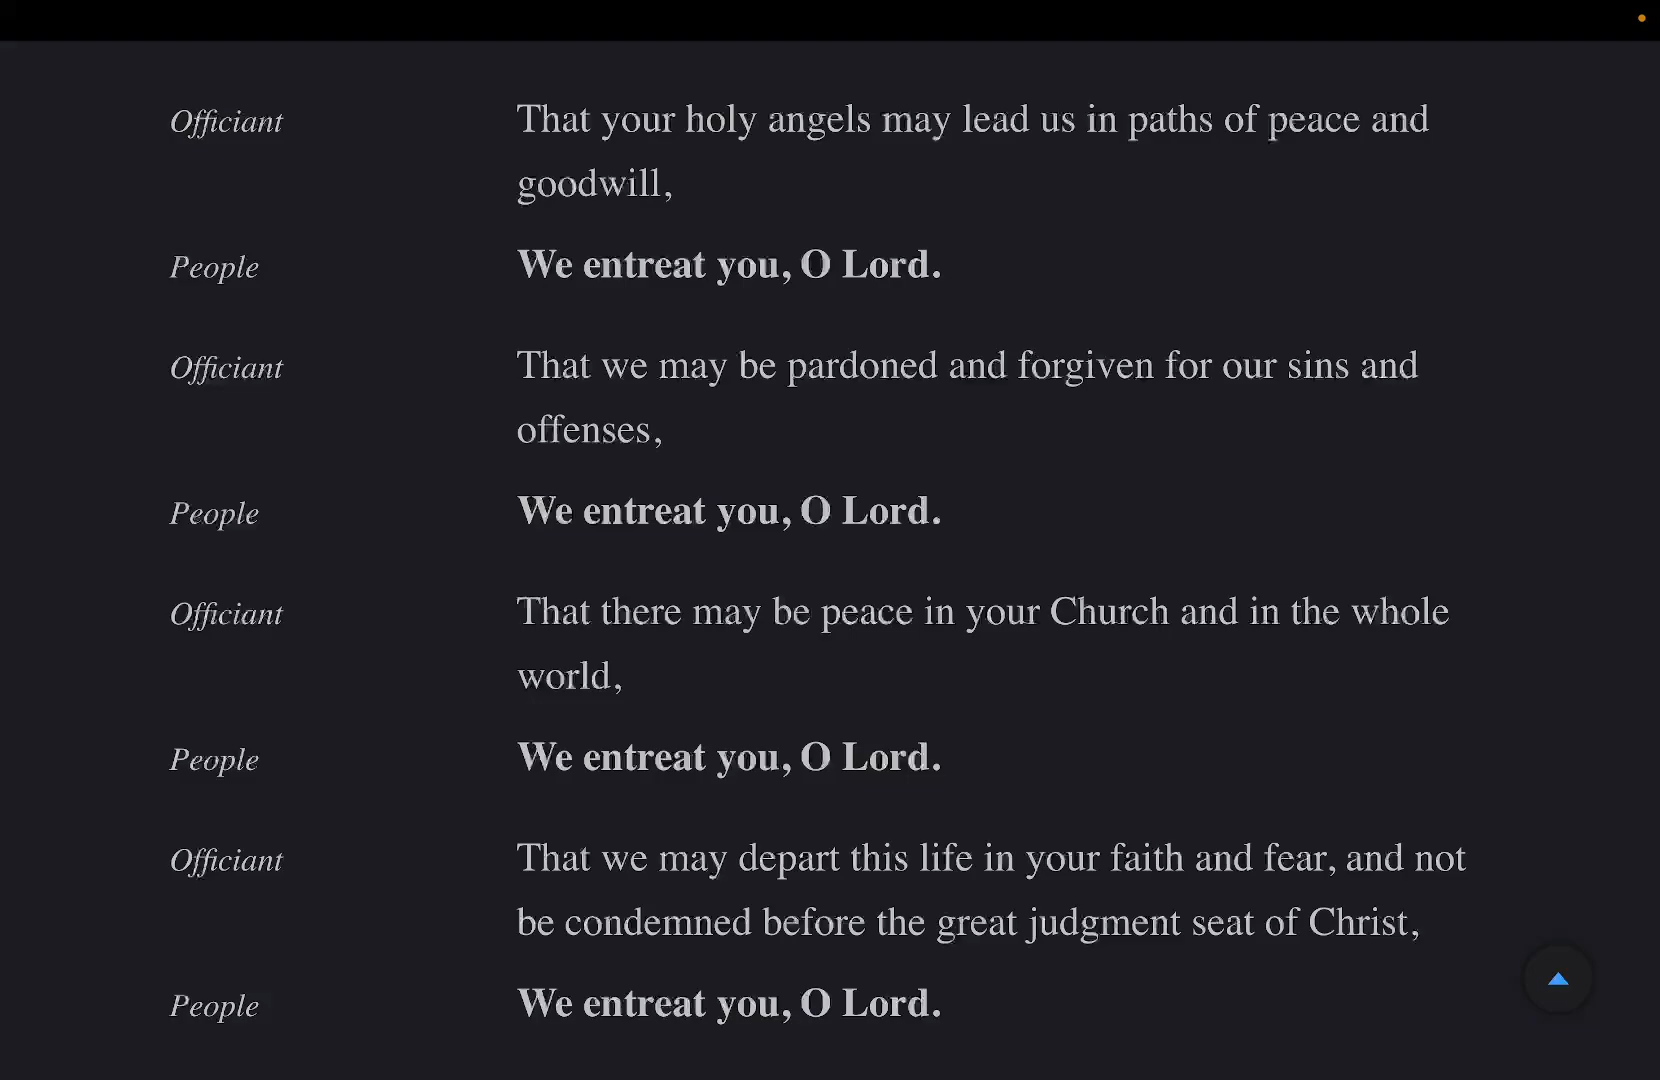 Officiant That your holy angels may lead us in paths of peace and
goodwill,
People We entreat you, O Lord.
Officiant That we may be pardoned and forgiven for our sins and
offenses,
People We entreat you, O Lord.
Officiant That there may be peace in your Church and in the whole
world,
People We entreat you, O Lord.
Officiant That we may depart this life in your faith and fear, and not
be condemned before the great judgment seat of Christ,
People We entreat you, O Lord.